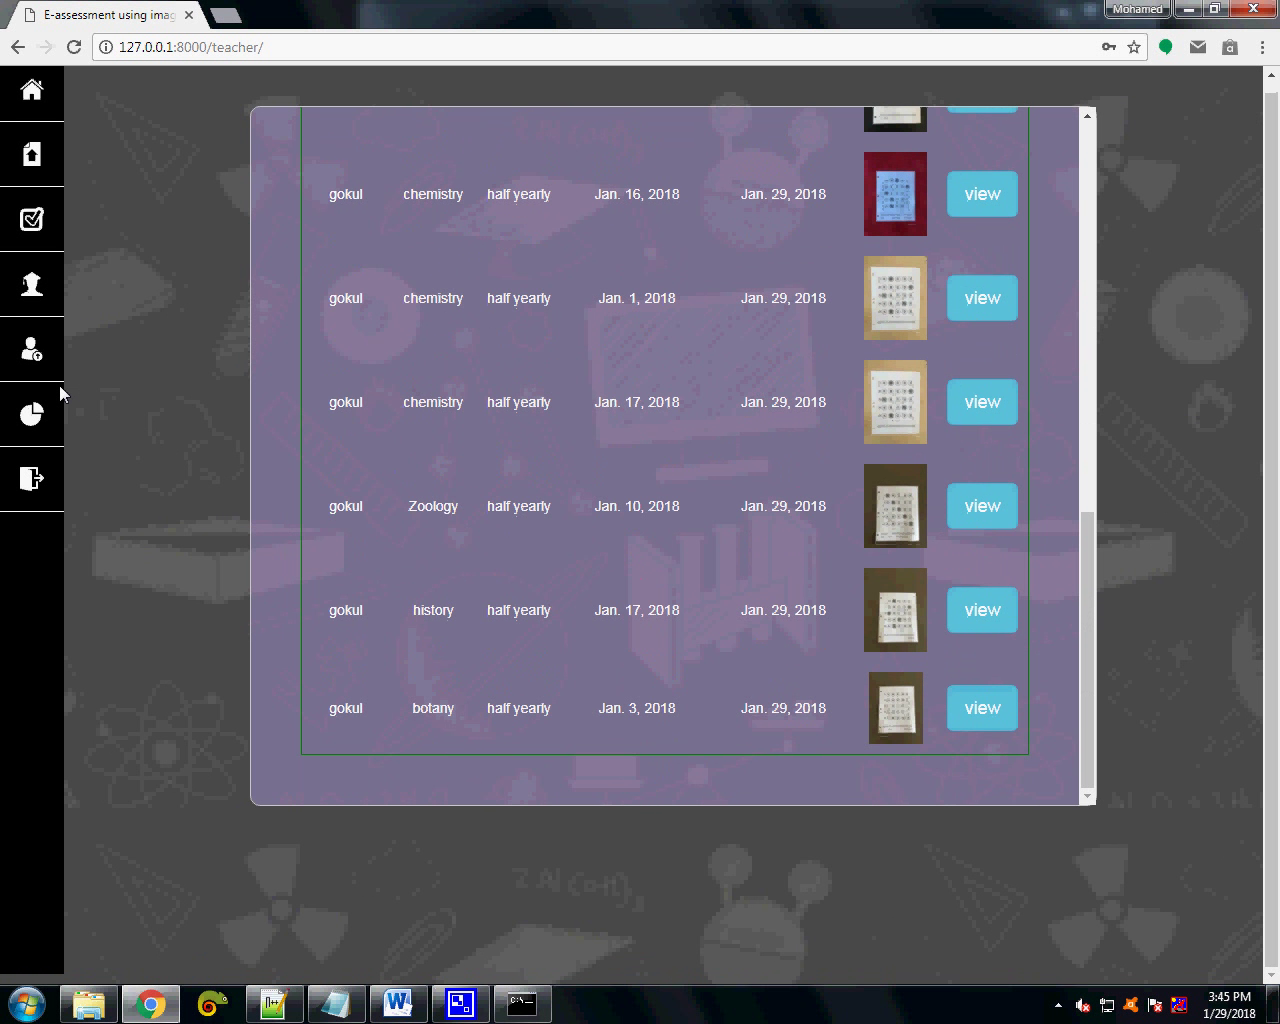 E-assessment using imag
Mohamed
127.0.0.1:8000/teacher/
gokul chemistry half yearly Jan. 16, 2018 Jan. 29, 2018 view
gokul chemistry half yearly Jan. 1, 2018 Jan. 29, 2018 view
gokul chemistry half yearly Jan. 17, 2018 Jan. 29, 2018 view
gokul Zoology half yearly Jan. 10, 2018 Jan. 29, 2018 view
gokul history half yearly Jan. 17, 2018 Jan. 29, 2018 view
gokul botany half yearly Jan. 3, 2018 Jan. 29, 2018 view
3:45 PM
1/29/2018